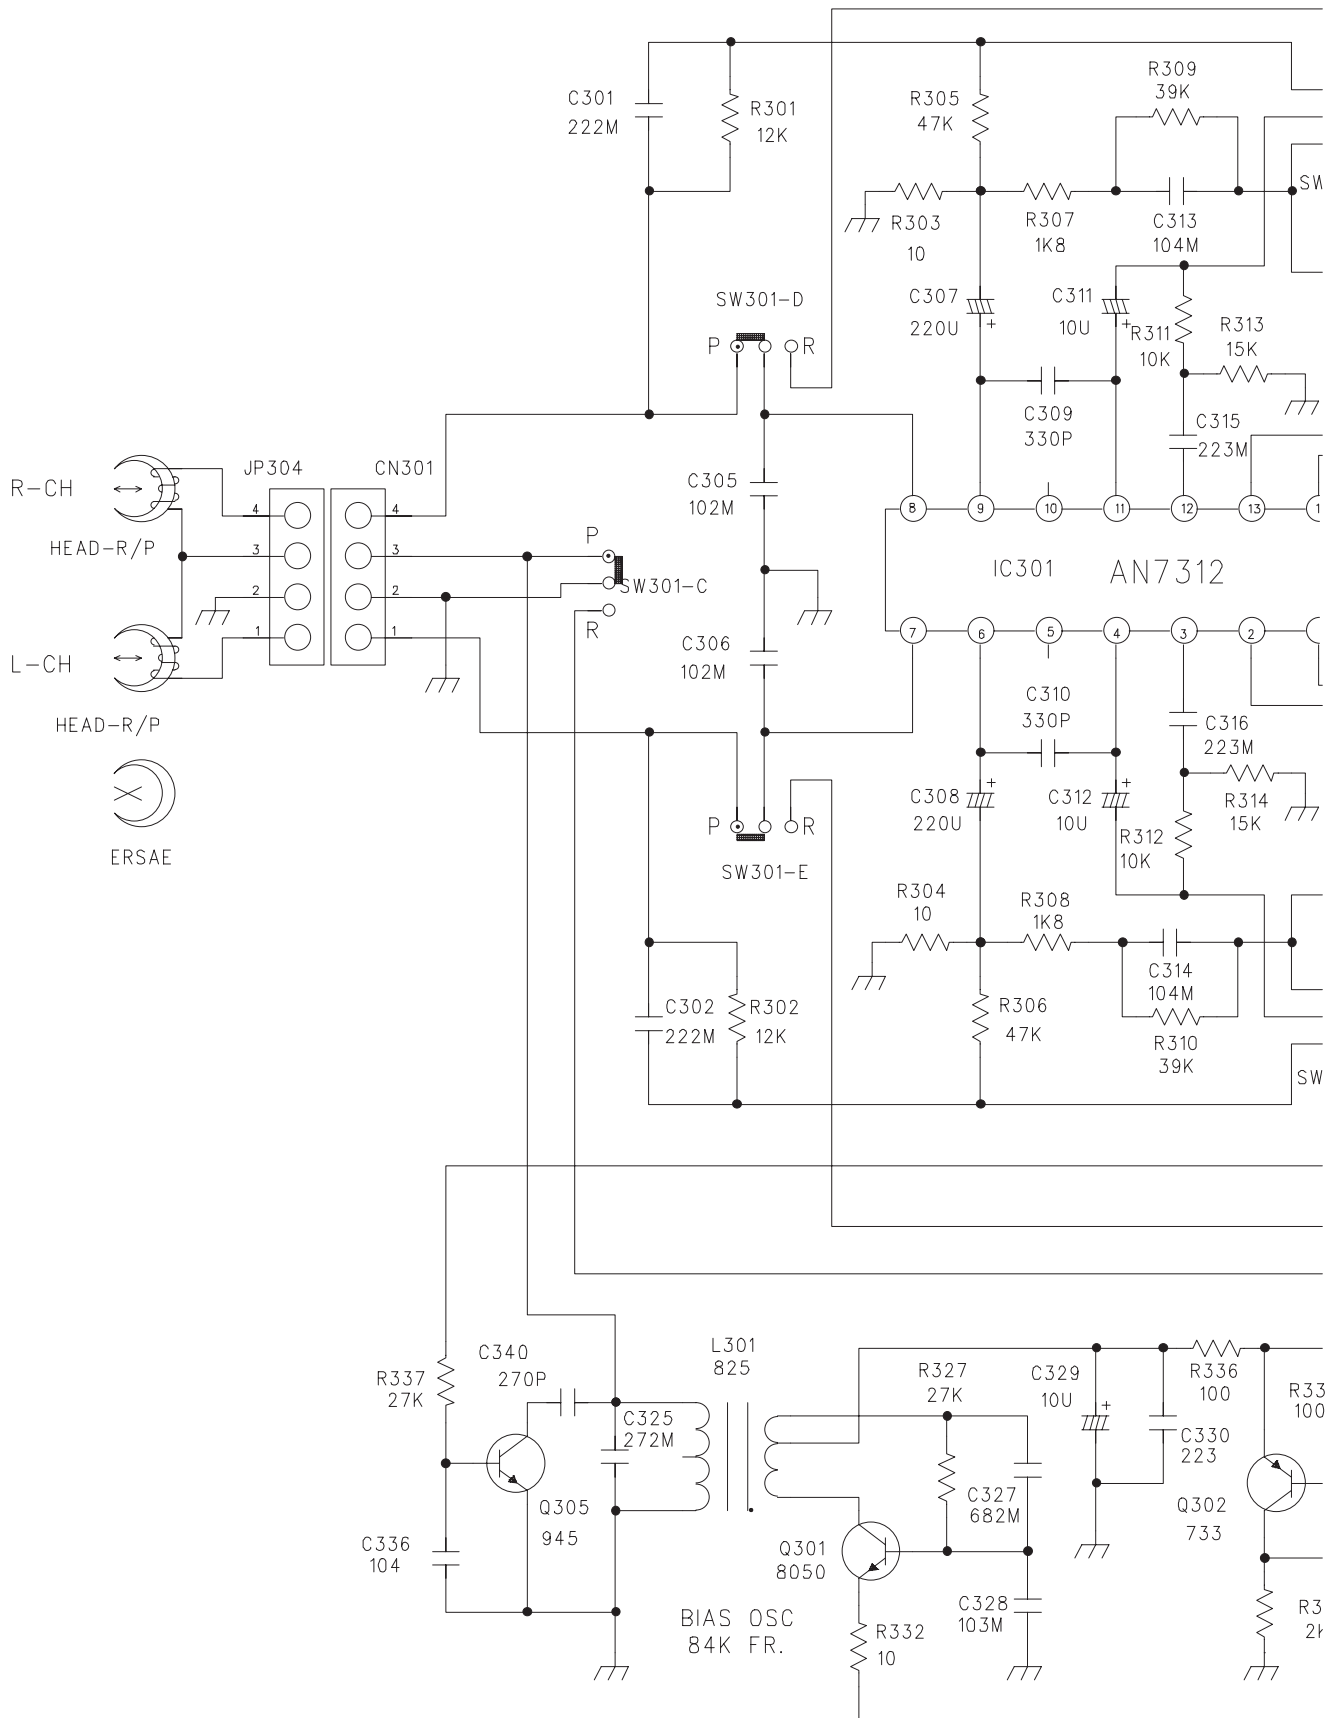 C301
222M
R301
12K
R305
47K
R309
39K
R303
10
R307
1K8
C313
104M
SW
SW301-D
P
R
C307
220U
+
C311
10U
+
R311
10K
R313
15K
C309
330P
C315
223M
R-CH
HEAD-R/P
JP304
CN301
4
3
2
1
4
3
2
1
C305
102M
P
SW301-C
R
8
9
10
11
12
13
1
IC301
AN7312
7
6
5
4
3
2
L-CH
HEAD-R/P
C306
102M
C310
330P
C316
223M
ERSAE
P
R
SW301-E
C308
220U
+
C312
10U
+
R312
10K
R314
15K
R304
10
R308
1K8
C314
104M
R310
39K
C302
222M
R302
12K
R306
47K
SW
R337
27K
C340
270P
C325
272M
L301
825
R327
27K
C329
10U
+
R336
100
R33
100
C330
223
Q305
945
C336
104
C327
682M
Q302
733
Q301
8050
C328
103M
BIAS OSC
84K FR.
R332
10
R3
2K